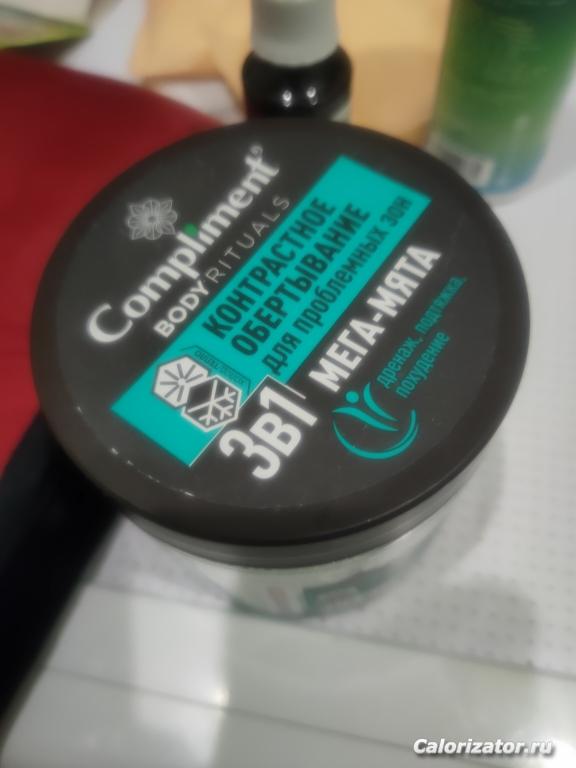 Compliment®
BODY RITUALS
КОНТРАСТНОЕ
ОБЕРТЫВАНИЕ
для проблемных зон
3В1
МЕГА-МЯТА
дренаж, подтяжка,
похудение
Calorizator.ru